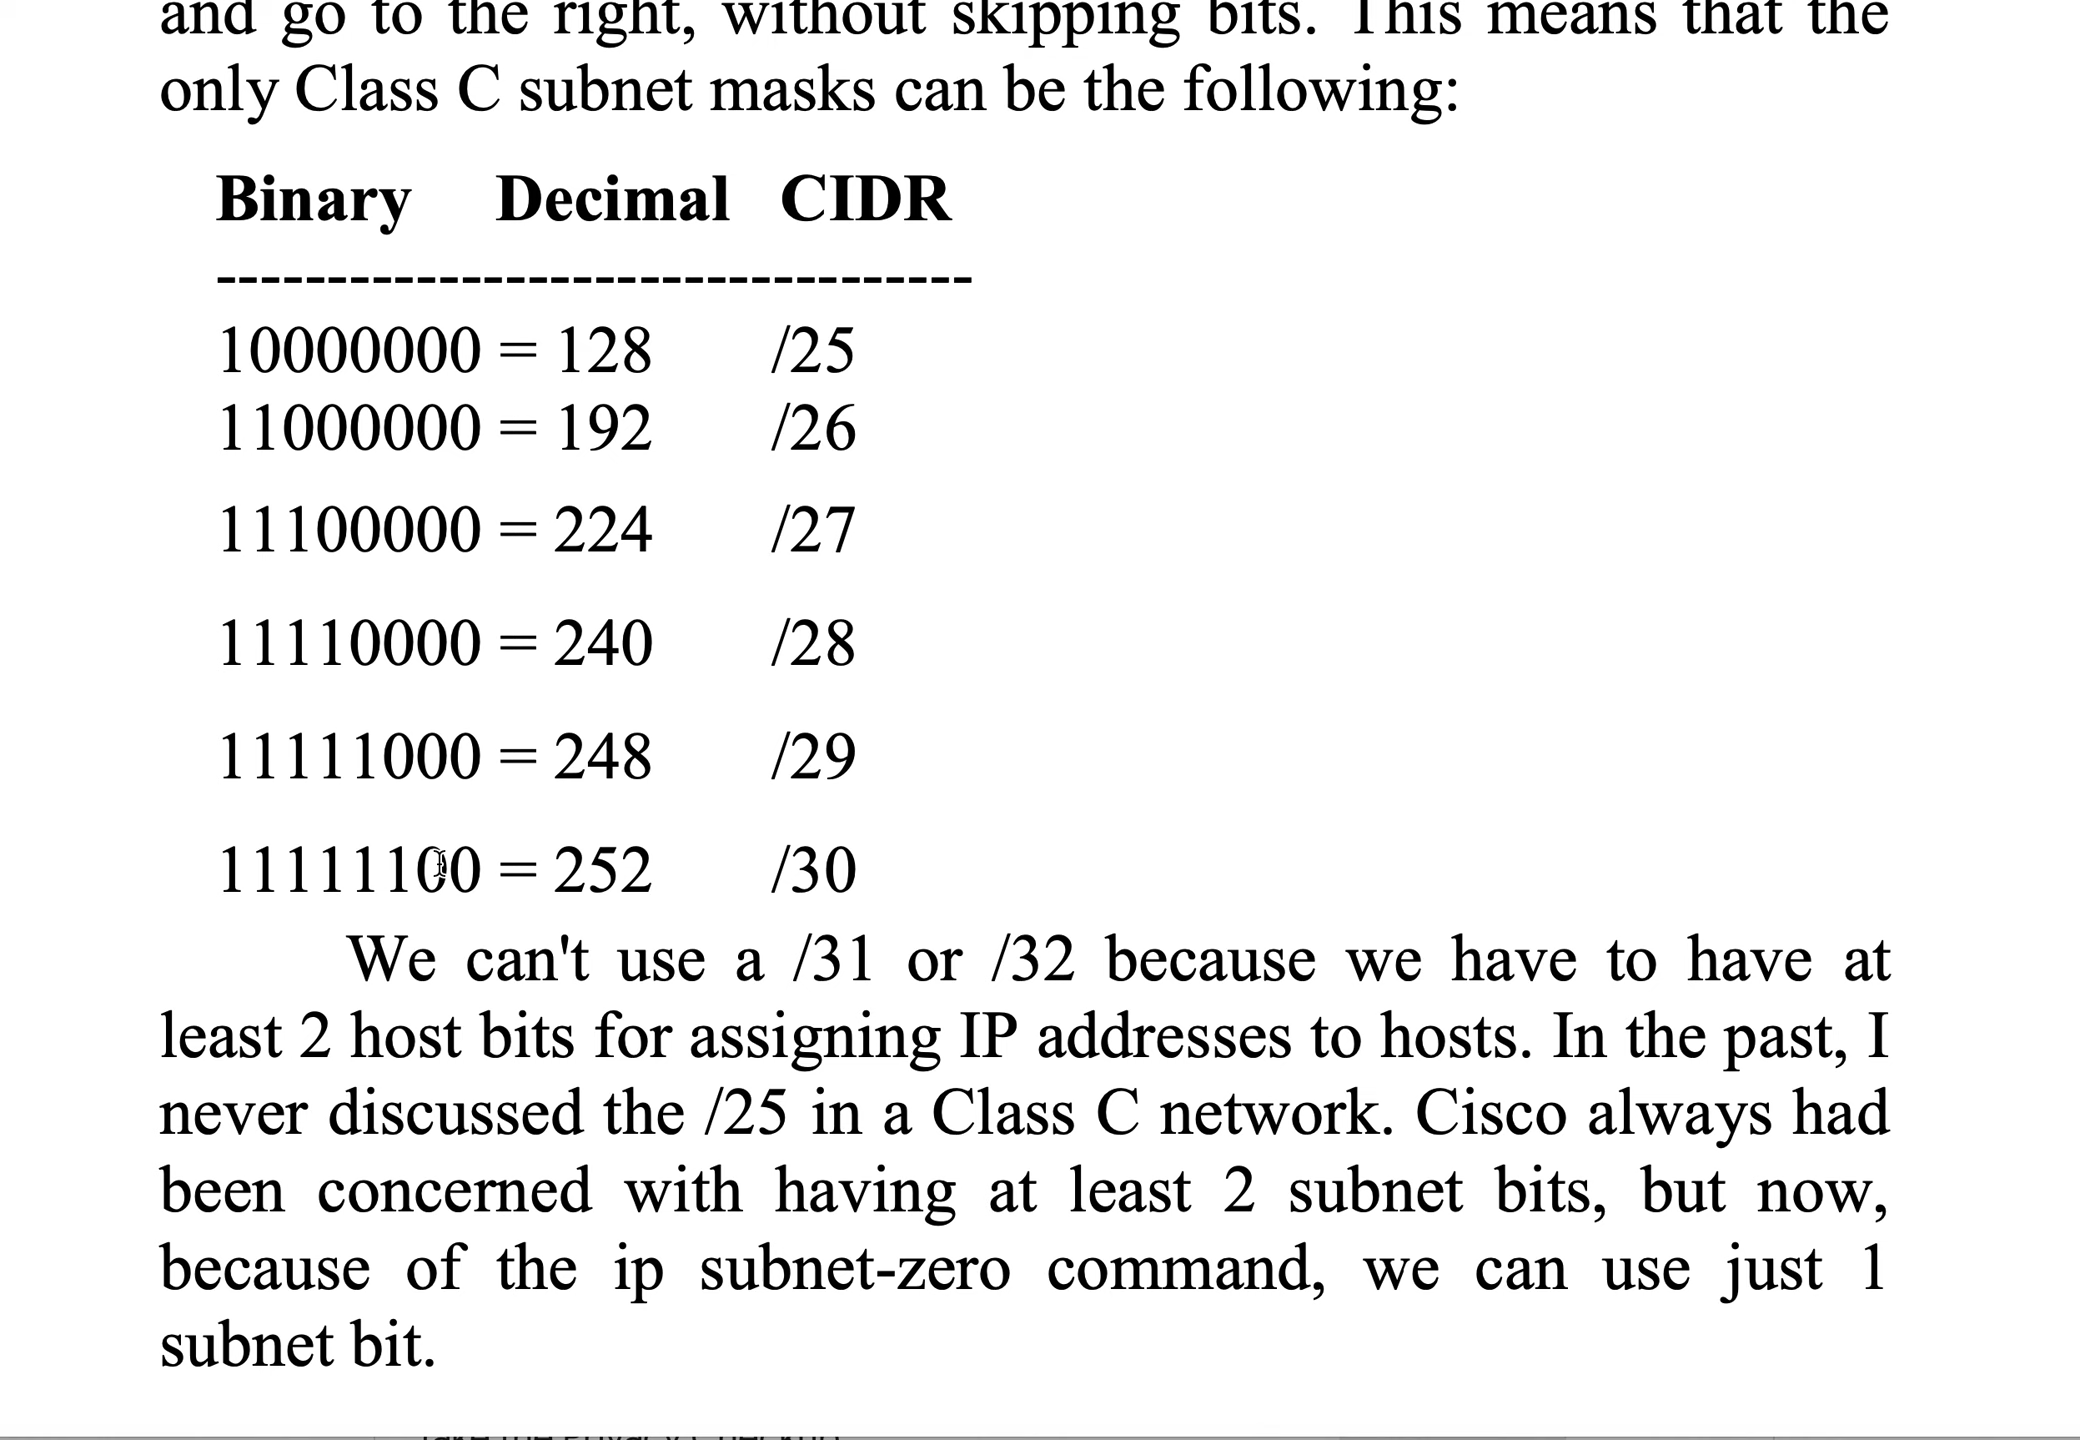 and go to the right, without skipping bits. This means that the
only Class C subnet masks can be the following:
Binary Decimal CIDR
----------------------------------
10000000 = 128 /25
11000000 = 192 /26
11100000 = 224 /27
11110000 = 240 /28
11111000 = 248 /29
11111100 = 252 /30
We can't use a /31 or /32 because we have to have at
least 2 host bits for assigning IP addresses to hosts. In the past, I
never discussed the /25 in a Class C network. Cisco always had
been concerned with having at least 2 subnet bits, but now,
because of the ip subnet-zero command, we can use just 1
subnet bit.